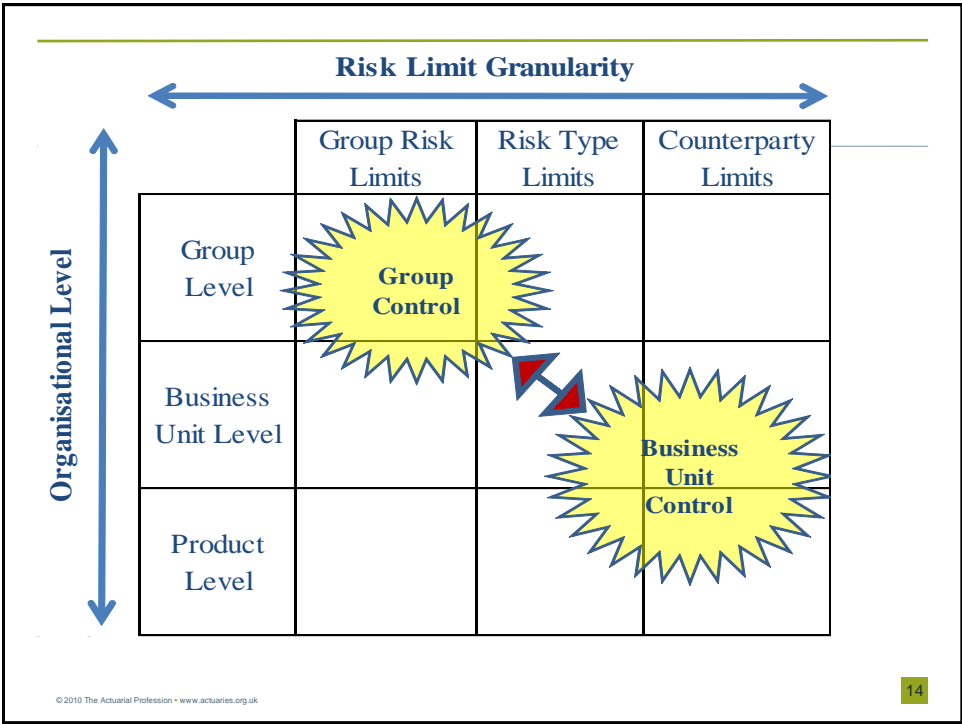 Risk Limit Granularity
Organisational Level
Group Risk
Limits
Risk Type
Limits
Counterparty
Limits
Group
Level
Group
Control
Business
Unit Level
Business
Unit
Control
Product
Level
© 2010 The Actuarial Profession • www.actuaries.org.uk
14